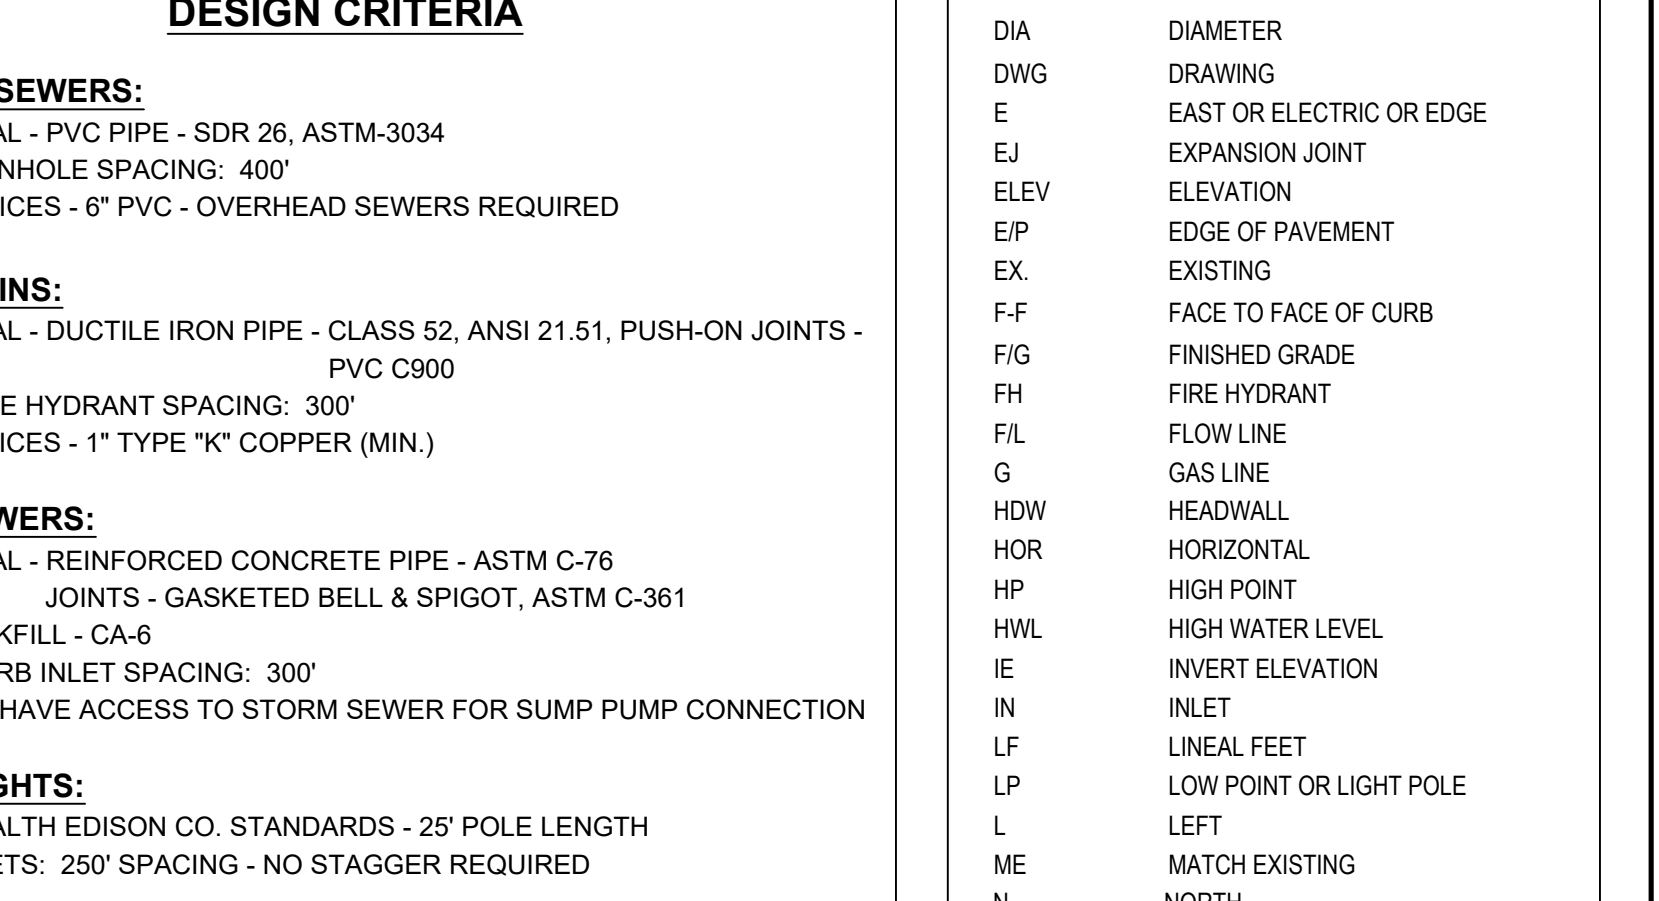 DESIGN CRITERIA
SEWERS:
AL - PVC PIPE - SDR 26, ASTM-3034
NHOLE SPACING: 400'
ICES - 6" PVC - OVERHEAD SEWERS REQUIRED
INS:
AL - DUCTILE IRON PIPE - CLASS 52, ANSI 21.51, PUSH-ON JOINTS -
PVC C900
E HYDRANT SPACING: 300'
ICES - 1" TYPE "K" COPPER (MIN.)
WERS:
AL - REINFORCED CONCRETE PIPE - ASTM C-76
JOINTS - GASKETED BELL & SPIGOT, ASTM C-361
KFILL - CA-6
RB INLET SPACING: 300'
HAVE ACCESS TO STORM SEWER FOR SUMP PUMP CONNECTION
GHTS:
ALTH EDISON CO. STANDARDS - 25' POLE LENGTH
ETS: 250' SPACING - NO STAGGER REQUIRED
DIA DIAMETER
DWG DRAWING
E EAST OR ELECTRIC OR EDGE
EJ EXPANSION JOINT
ELEV ELEVATION
E/P EDGE OF PAVEMENT
EX. EXISTING
F-F FACE TO FACE OF CURB
F/G FINISHED GRADE
FH FIRE HYDRANT
F/L FLOW LINE
G GAS LINE
HDW HEADWALL
HOR HORIZONTAL
HP HIGH POINT
HWL HIGH WATER LEVEL
IE INVERT ELEVATION
IN INLET
LF LINEAL FEET
LP LOW POINT OR LIGHT POLE
L LEFT
ME MATCH EXISTING
N NORTH